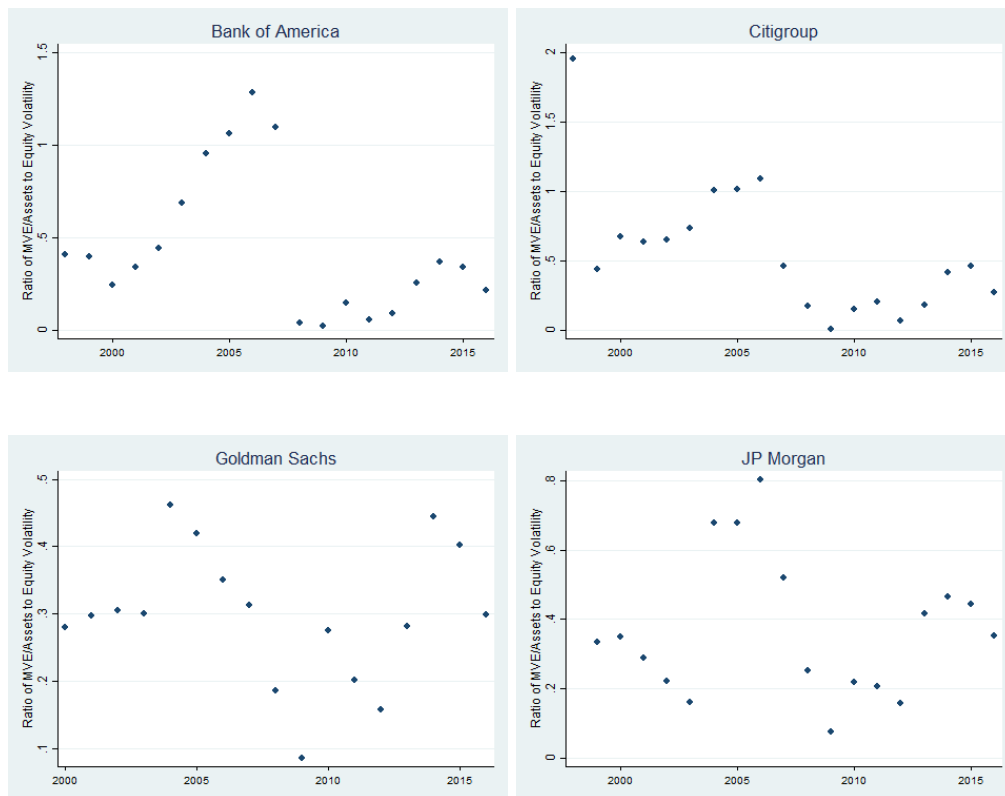 Bank of America
Ratio of MVE/Assets to Equity Volatility
1.5
1
.5
0
2000 2005 2010 2015
Citigroup
Ratio of MVE/Assets to Equity Volatility
2
1.5
1
.5
0
2000 2005 2010 2015
Goldman Sachs
Ratio of MVE/Assets to Equity Volatility
.5
.4
.3
.2
.1
2000 2005 2010 2015
JP Morgan
Ratio of MVE/Assets to Equity Volatility
.8
.6
.4
.2
0
2000 2005 2010 2015